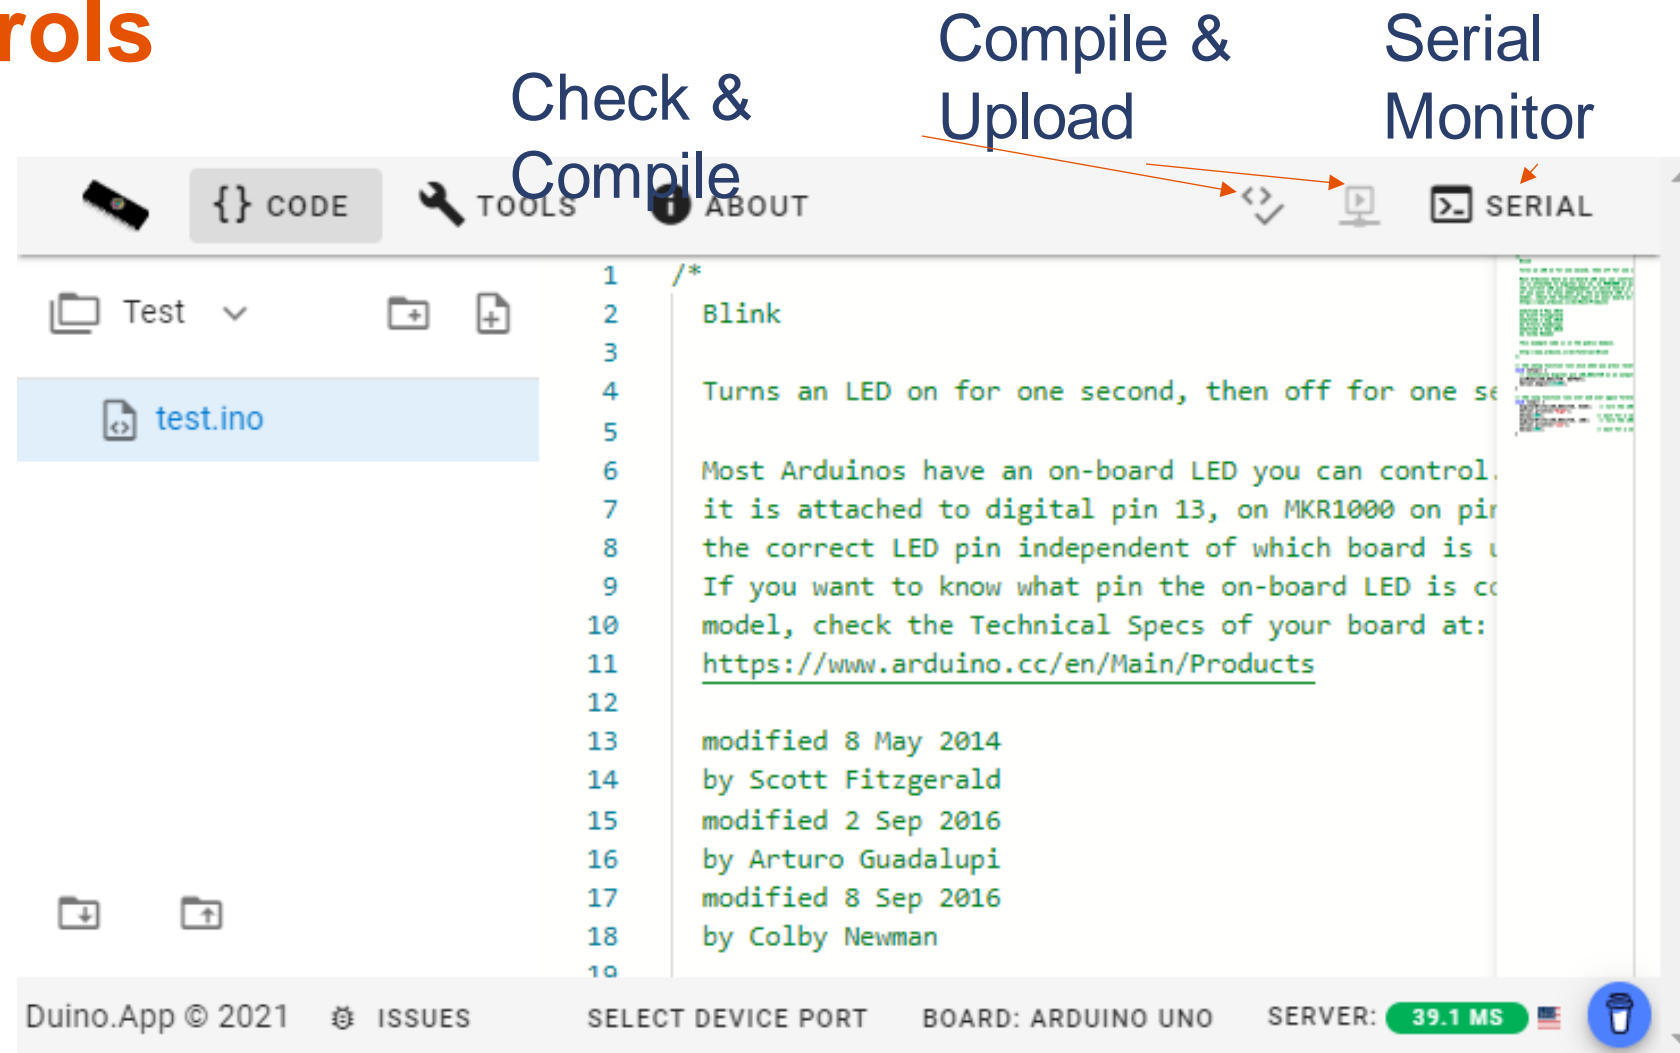 rols
Check &
Compile
Compile &
Upload
Serial
Monitor
{} CODE
TOOLS
ABOUT
SERIAL
Test
test.ino
1 /*
2 Blink
3
4 Turns an LED on for one second, then off for one se
5
6 Most Arduinos have an on-board LED you can control.
7 it is attached to digital pin 13, on MKR1000 on pin
8 the correct LED pin independent of which board is u
9 If you want to know what pin the on-board LED is co
10 model, check the Technical Specs of your board at:
11 https://www.arduino.cc/en/Main/Products
12
13 modified 8 May 2014
14 by Scott Fitzgerald
15 modified 2 Sep 2016
16 by Arturo Guadalupi
17 modified 8 Sep 2016
18 by Colby Newman
19
Duino.App © 2021
ISSUES
SELECT DEVICE PORT
BOARD: ARDUINO UNO
SERVER: 39.1 MS